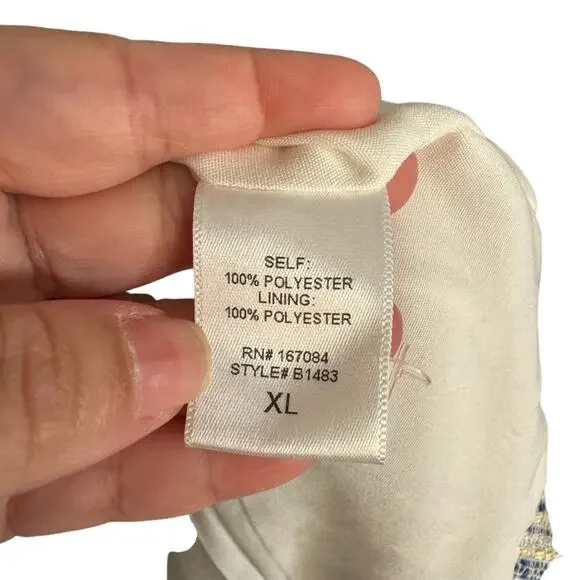 SELF:
100% POLYESTER
LINING:
100% POLYESTER
RN# 167084
STYLE# B1483
XL